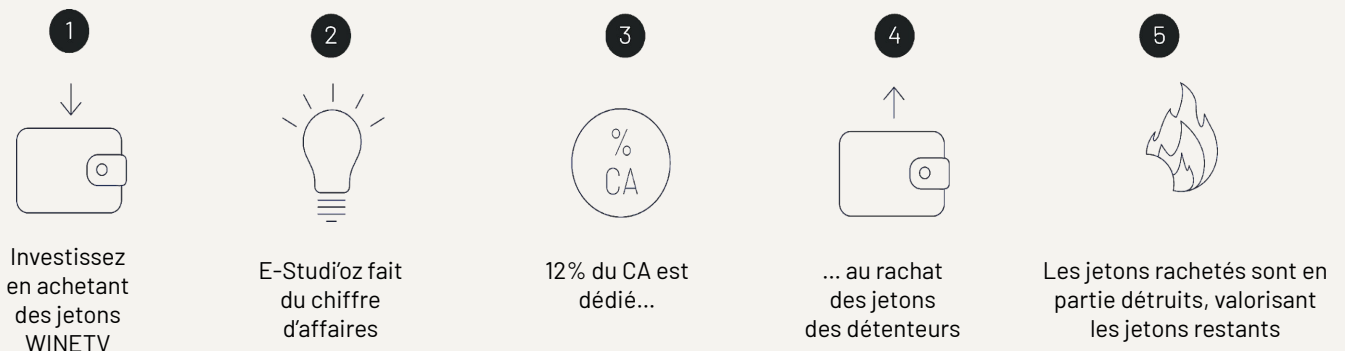 1
2
3
4
5
%
CA
Investissez
en achetant
des jetons
WINETV
E-Studi'oz fait
du chiffre
d'affaires
12% du CA est
dédié...
... au rachat
des jetons
des détenteurs
Les jetons rachetés sont en
partie détruits, valorisant
les jetons restants